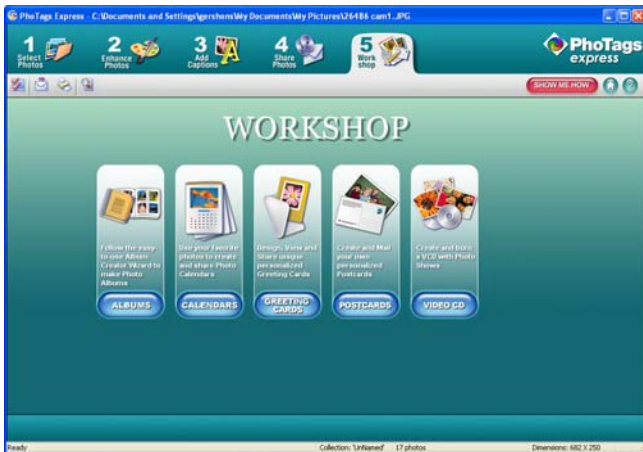 PhoTags Express - C:\Documents and Settings\gershons\My Documents\My Pictures\26486 cam1.JPG
1 Select Photos
2 Enhance Photos
3 Add Captions
4 Share Photos
5 Work shop
PhoTags express
SHOW ME HOW
WORKSHOP
Follow the easy-
to-use Album
Creator Wizard to
make Photo
Albums
ALBUMS
Use your favorite
photos to create
and share Photo
Calendars
CALENDARS
Design, View and
Share unique
personalized
Greeting Cards
GREETING
CARDS
Create and Mail
your own
personalized
Postcards
POSTCARDS
Create and burn
a VCD with Photo
Shows
VIDEO CD
Ready
Collection: 'UnNamed'
17 photos
Dimensions: 682 X 250